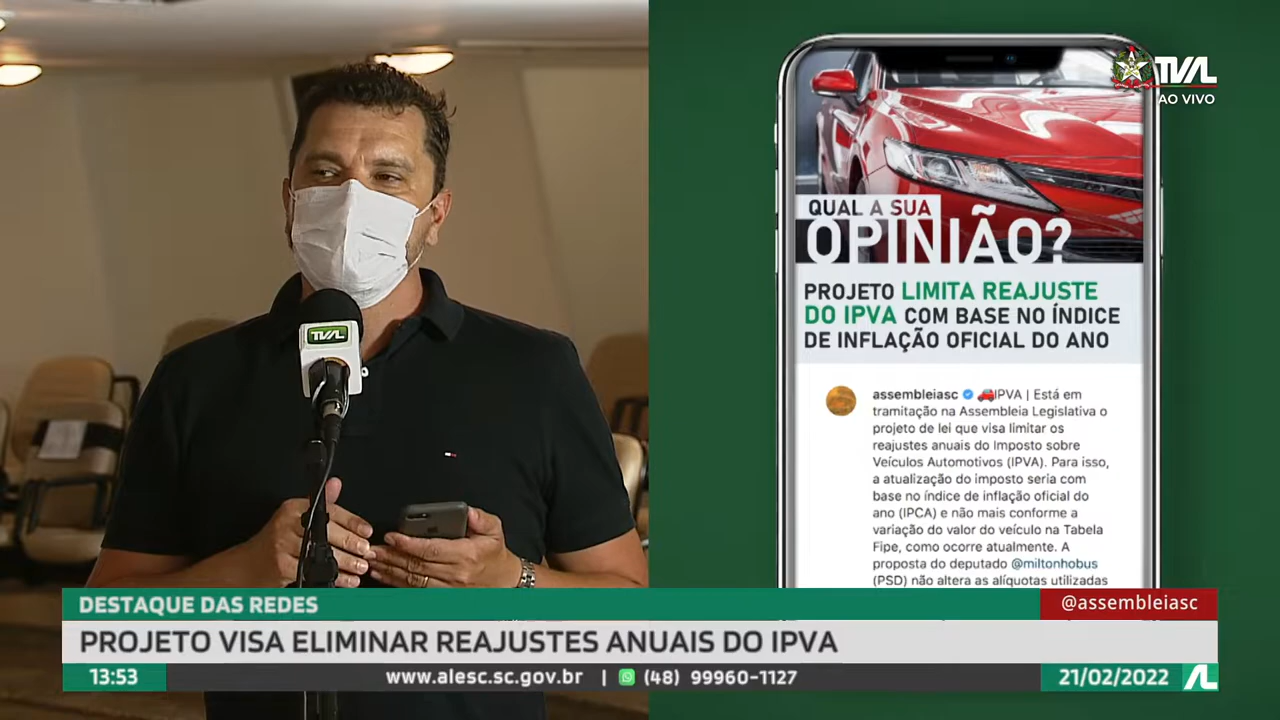 TVAL
AO VIVO
QUAL A SUA
OPINIÃO?
PROJETO LIMITA REAJUSTE
DO IPVA COM BASE NO ÍNDICE
DE INFLAÇÃO OFICIAL DO ANO
assembleiasc 🚗IPVA | Está em
tramitação na Assembleia Legislativa o
projeto de lei que visa limitar os
reajustes anuais do Imposto sobre
Veículos Automotivos (IPVA). Para isso,
a atualização do imposto seria com
base no índice de inflação oficial do
ano (IPCA) e não mais conforme a
variação do valor do veículo na Tabela
Fipe, como ocorre atualmente. A
proposta do deputado @miltonhobus
(PSD) não altera as alíquotas utilizadas
TVAL
DESTAQUE DAS REDES
@assembleiasc
PROJETO VISA ELIMINAR REAJUSTES ANUAIS DO IPVA
13:53 www.alesc.sc.gov.br | (48) 99960-1127 21/02/2022 AL